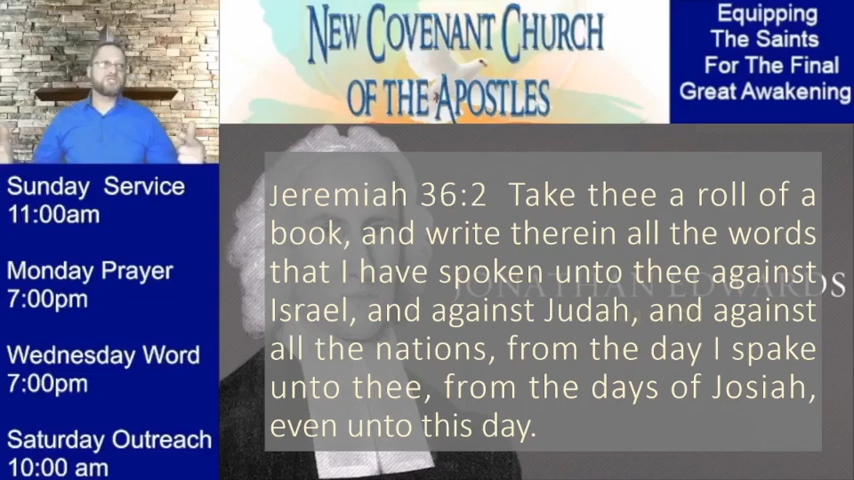 NEW COVENANT CHURCH
OF THE APOSTLES
Equipping
The Saints
For The Final
Great Awakening
Sunday Service
11:00am
Monday Prayer
7:00pm
Wednesday Word
7:00pm
Saturday Outreach
10:00 am
Jeremiah 36:2 Take thee a roll of a
book, and write therein all the words
that I have spoken unto thee against
Israel, and against Judah, and against
all the nations, from the day I spake
unto thee, from the days of Josiah,
even unto this day.
JONATHAN EDWARDS